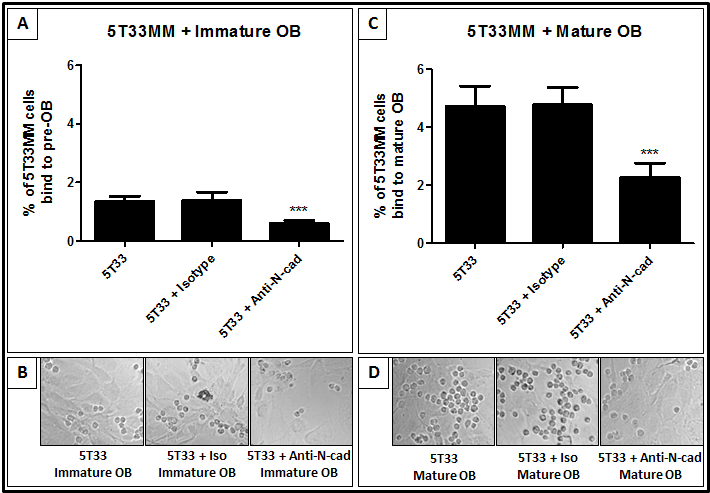 A
5T33MM + Immature OB
% of 5T33MM cells
bind to pre-OB
6
4
2
0
***
5T33
5T33 + Isotype
5T33 + Anti-N-cad
B
5T33
Immature OB
5T33 + Iso
Immature OB
5T33 + Anti-N-cad
Immature OB
C
5T33MM + Mature OB
% of 5T33MM cells
bind to mature OB
6
4
2
0
***
5T33
5T33 + Isotype
5T33 + Anti-N-cad
D
5T33
Mature OB
5T33 + Iso
Mature OB
5T33 + Anti-N-cad
Mature OB